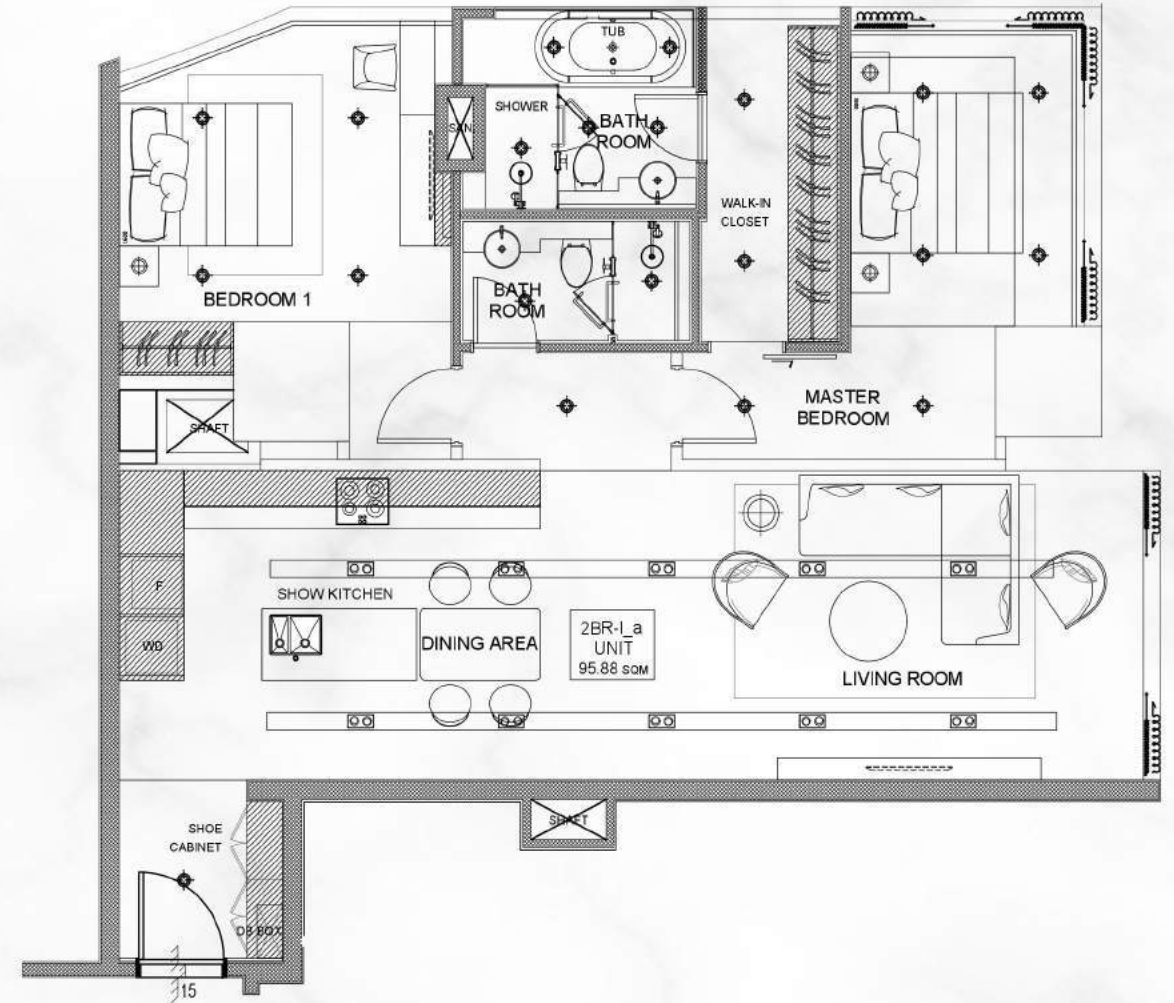 TUB
SHOWER
BATH
ROOM
SAN
WALK-IN
CLOSET
BATH
ROOM
BEDROOM 1
MASTER
BEDROOM
SHAFT
F
SHOW KITCHEN
WD
DINING AREA
2BR-I_a
UNIT
95.88 SQM
LIVING ROOM
SHOE
CABINET
SHAFT
DB BOX
15